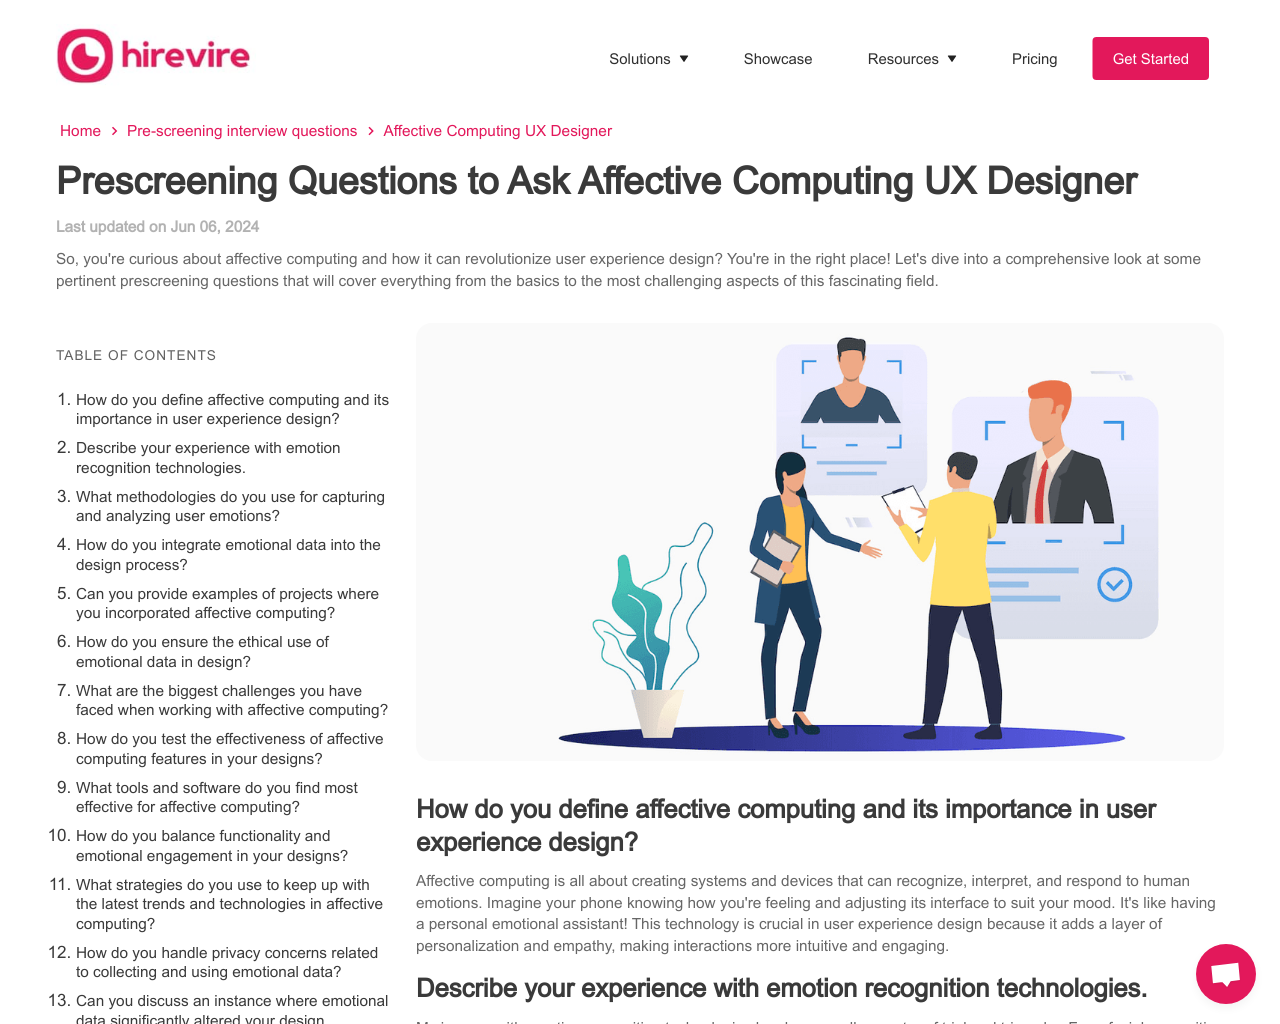 hirevire
Solutions
Showcase
Resources
Pricing
Get Started
Home
Pre-screening interview questions
Affective Computing UX Designer
Prescreening Questions to Ask Affective Computing UX Designer
Last updated on Jun 06, 2024
So, you're curious about affective computing and how it can revolutionize user experience design? You're in the right place! Let's dive into a comprehensive look at some
pertinent prescreening questions that will cover everything from the basics to the most challenging aspects of this fascinating field.
TABLE OF CONTENTS
1. How do you define affective computing and its
importance in user experience design?
2. Describe your experience with emotion
recognition technologies.
3. What methodologies do you use for capturing
and analyzing user emotions?
4. How do you integrate emotional data into the
design process?
5. Can you provide examples of projects where
you incorporated affective computing?
6. How do you ensure the ethical use of
emotional data in design?
7. What are the biggest challenges you have
faced when working with affective computing?
8. How do you test the effectiveness of affective
computing features in your designs?
9. What tools and software do you find most
effective for affective computing?
10. How do you balance functionality and
emotional engagement in your designs?
11. What strategies do you use to keep up with
the latest trends and technologies in affective
computing?
12. How do you handle privacy concerns related
to collecting and using emotional data?
13. Can you discuss an instance where emotional
data significantly altered your design
How do you define affective computing and its importance in user
experience design?
Affective computing is all about creating systems and devices that can recognize, interpret, and respond to human
emotions. Imagine your phone knowing how you're feeling and adjusting its interface to suit your mood. It's like having
a personal emotional assistant! This technology is crucial in user experience design because it adds a layer of
personalization and empathy, making interactions more intuitive and engaging.
Describe your experience with emotion recognition technologies.